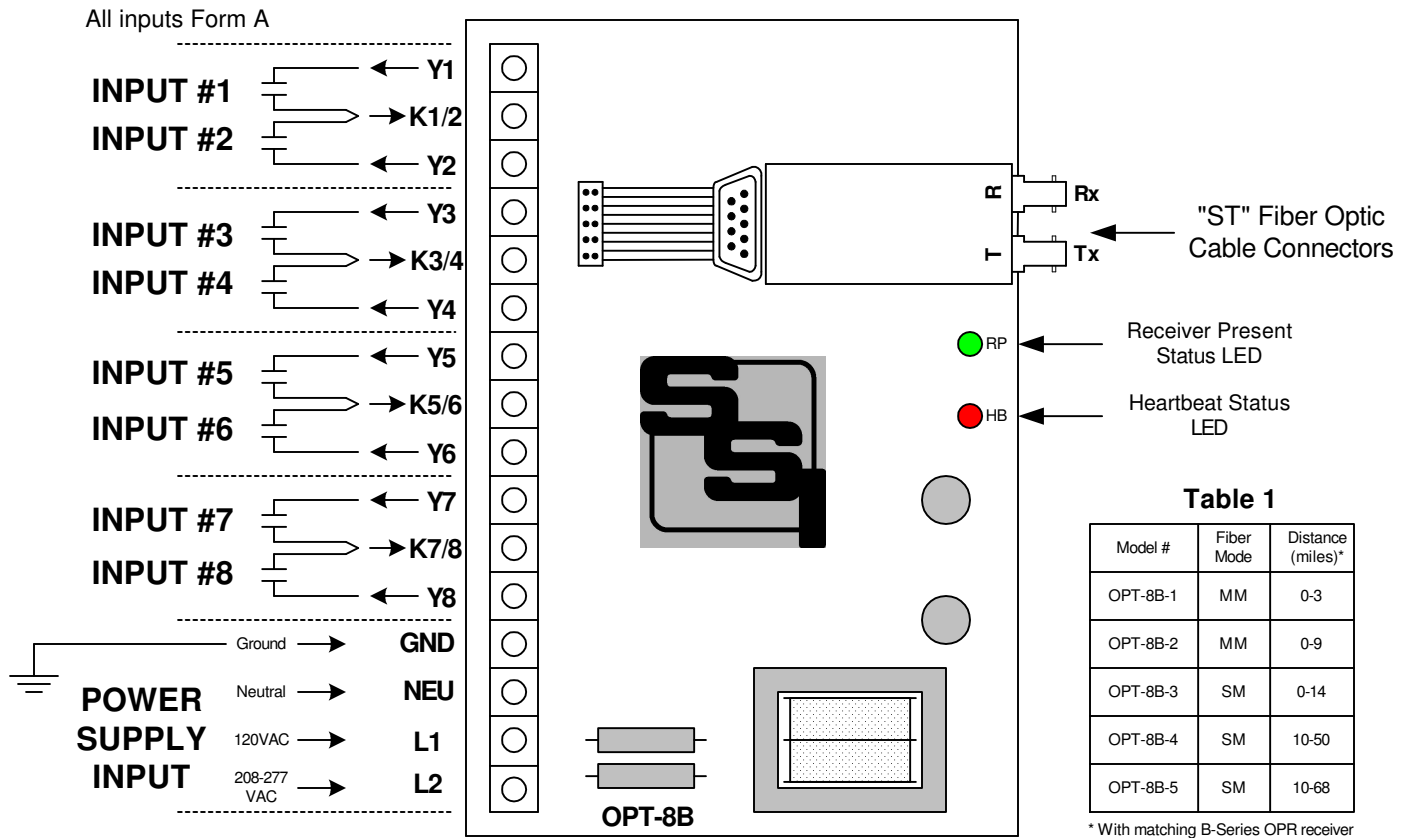 All inputs Form A
INPUT #1
INPUT #2
Y1
K1/2
Y2
INPUT #3
INPUT #4
Y3
K3/4
Y4
INPUT #5
INPUT #6
Y5
K5/6
Y6
INPUT #7
INPUT #8
Y7
K7/8
Y8
Ground
GND
POWER
SUPPLY
INPUT
Neutral
NEU
120VAC
L1
208-277
VAC
L2
R
Rx
T
Tx
"ST" Fiber Optic
Cable Connectors
RP
Receiver Present
Status LED
HB
Heartbeat Status
LED
SSI
OPT-8B
Table 1
Model # Fiber Mode Distance (miles)*
OPT-8B-1 MM 0-3
OPT-8B-2 MM 0-9
OPT-8B-3 SM 0-14
OPT-8B-4 SM 10-50
OPT-8B-5 SM 10-68
* With matching B-Series OPR receiver